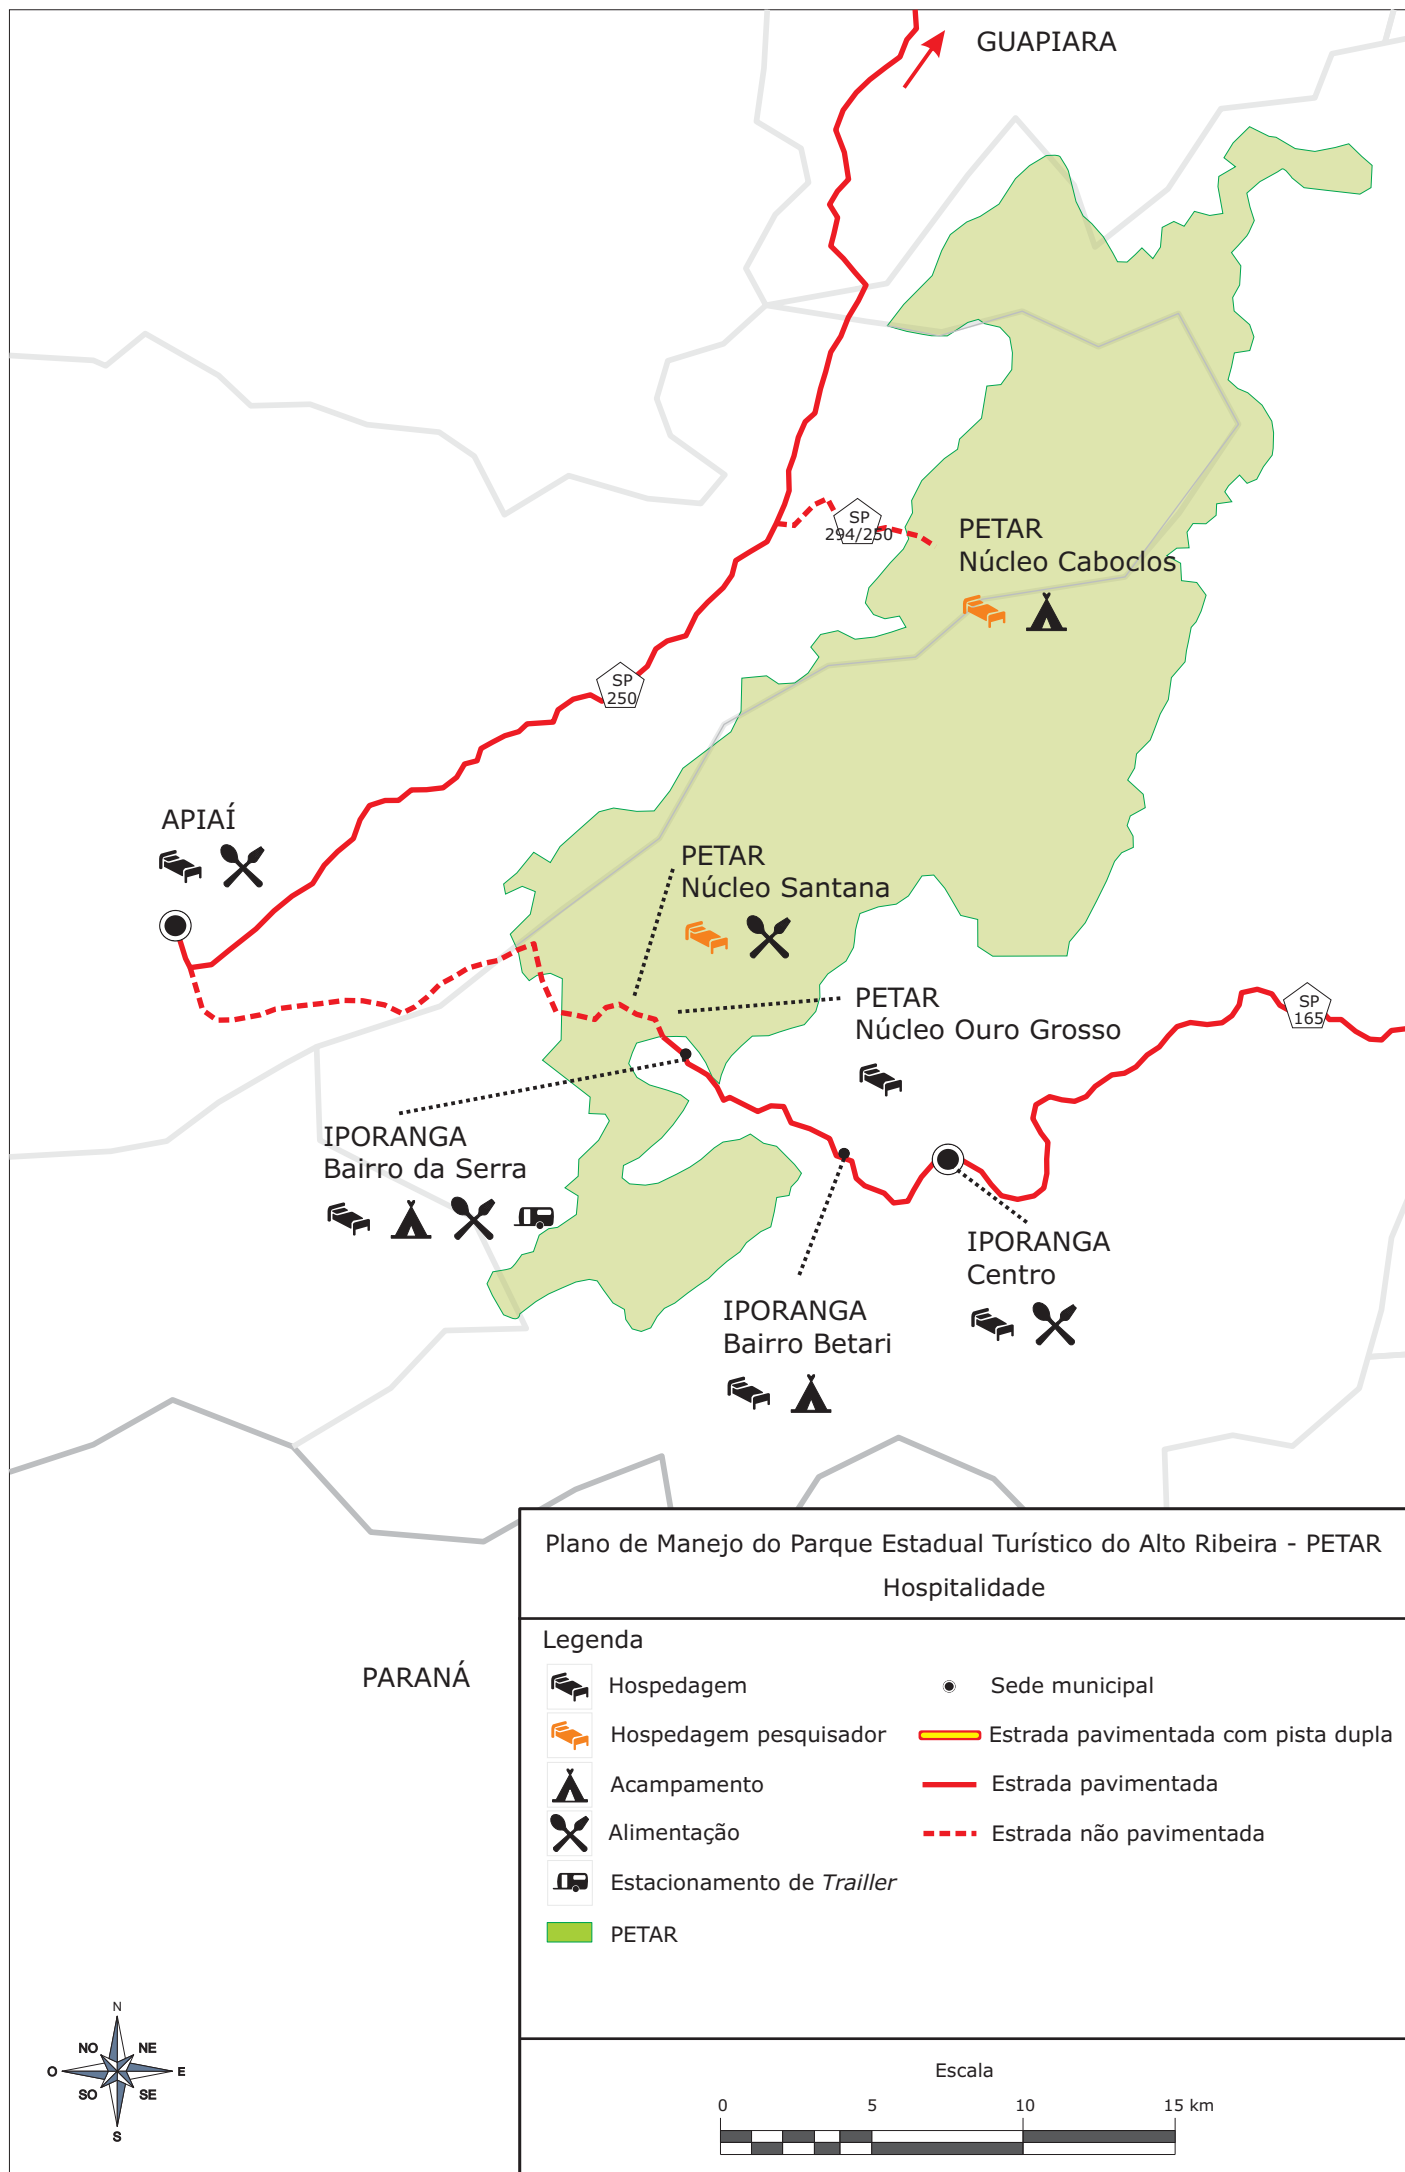 GUAPIARA
SP
294/250
PETAR
Núcleo Caboclos
SP
250
APIAÍ
PETAR
Núcleo Santana
PETAR
Núcleo Ouro Grosso
SP
165
IPORANGA
Bairro da Serra
IPORANGA
Centro
IPORANGA
Bairro Betari
PARANÁ
Plano de Manejo do Parque Estadual Turístico do Alto Ribeira - PETAR
Hospitalidade
Legenda
Hospedagem
Hospedagem pesquisador
Acampamento
Alimentação
Estacionamento de Trailler
PETAR
Sede municipal
Estrada pavimentada com pista dupla
Estrada pavimentada
Estrada não pavimentada
N
NO NE
O E
SO SE
S
Escala
0 5 10 15 km